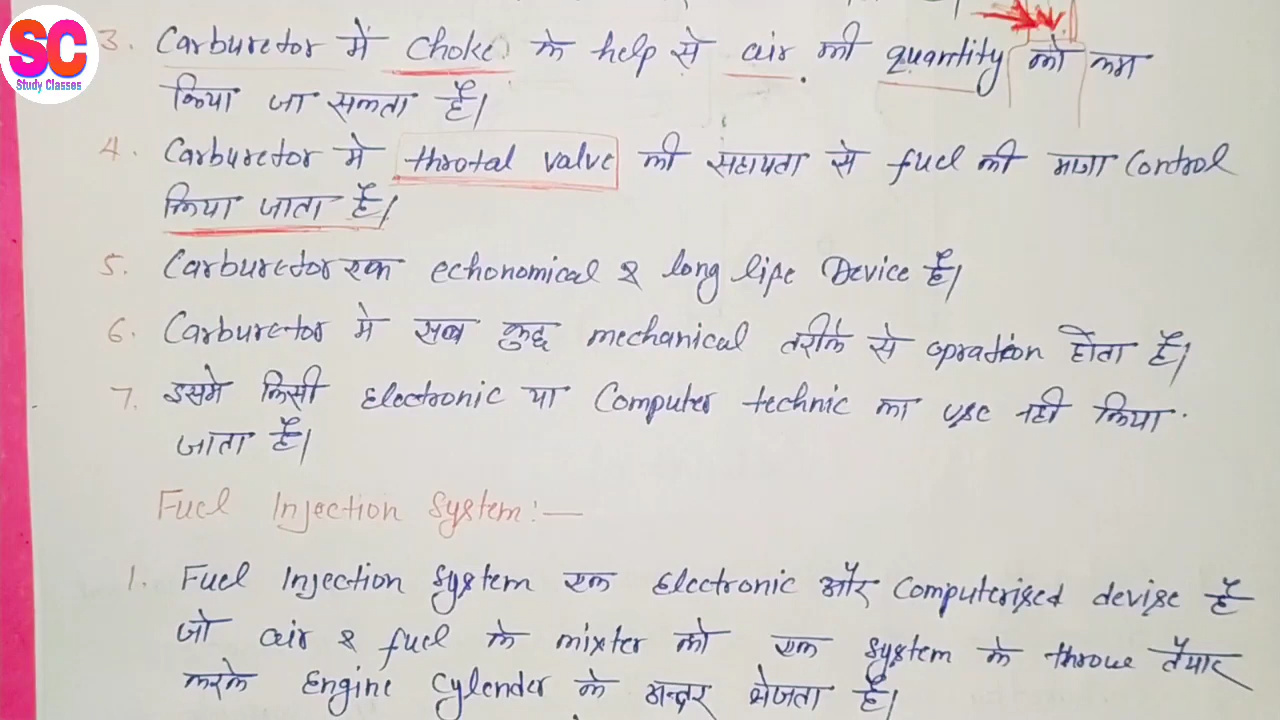 SC
Study Classes
3. Carburetor में choke के help से air की quantity को कम
किया जा सकता है।
4. Carburetor मे throtal valve की सहायता से fuel की मात्रा Control
किया जाता है।
5. Carburetor एक echonomical & long life Device है।
6. Carburetor मे सब कुछ mechanical तरीके से opration होता है।
7. इसमे किसी Electronic या Computer technic का use नही किया
जाता है।
Fuel Injection System:—
1. Fuel Injection System एक Electronic और Computerised devise है
जो air & fuel के mixter को एक system के throue तैयार
करके Engine Cylender के अन्दर भेजता है।